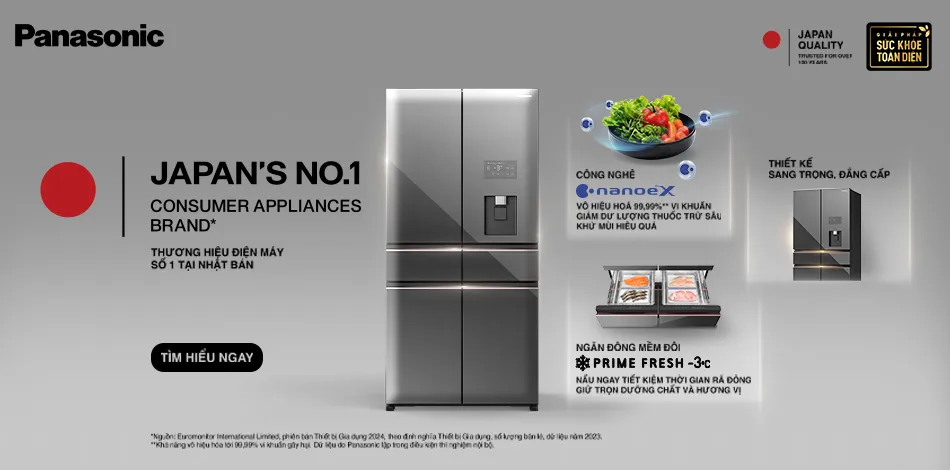 Panasonic
JAPAN
QUALITY
TRUSTED FOR OVER
100 YEARS
GIẢI PHÁP
SỨC KHỎE
TOÀN DIỆN
JAPAN'S NO.1
CONSUMER APPLIANCES
BRAND*
THƯƠNG HIỆU ĐIỆN MÁY
SỐ 1 TẠI NHẬT BẢN
TÌM HIỂU NGAY
CÔNG NGHỆ
nanoeX
VÔ HIỆU HOÁ 99,99%** VI KHUẨN
GIẢM DƯ LƯỢNG THUỐC TRỪ SÂU
KHỬ MÙI HIỆU QUẢ
THIẾT KẾ
SANG TRỌNG, ĐẲNG CẤP
NGĂN ĐÔNG MỀM ĐÔI
PRIME FRESH -3°C
NẤU NGAY TIẾT KIỆM THỜI GIAN RÃ ĐÔNG
GIỮ TRỌN DƯỠNG CHẤT VÀ HƯƠNG VỊ
*Nguồn: Euromonitor International Limited, phiên bản Thiết bị Gia dụng 2024, theo định nghĩa Thiết bị Gia dụng, số lượng bán lẻ, dữ liệu năm 2023.
**Khả năng vô hiệu hóa tới 99,99% vi khuẩn gây hại. Dữ liệu do Panasonic lập trong điều kiện thí nghiệm nội bộ.